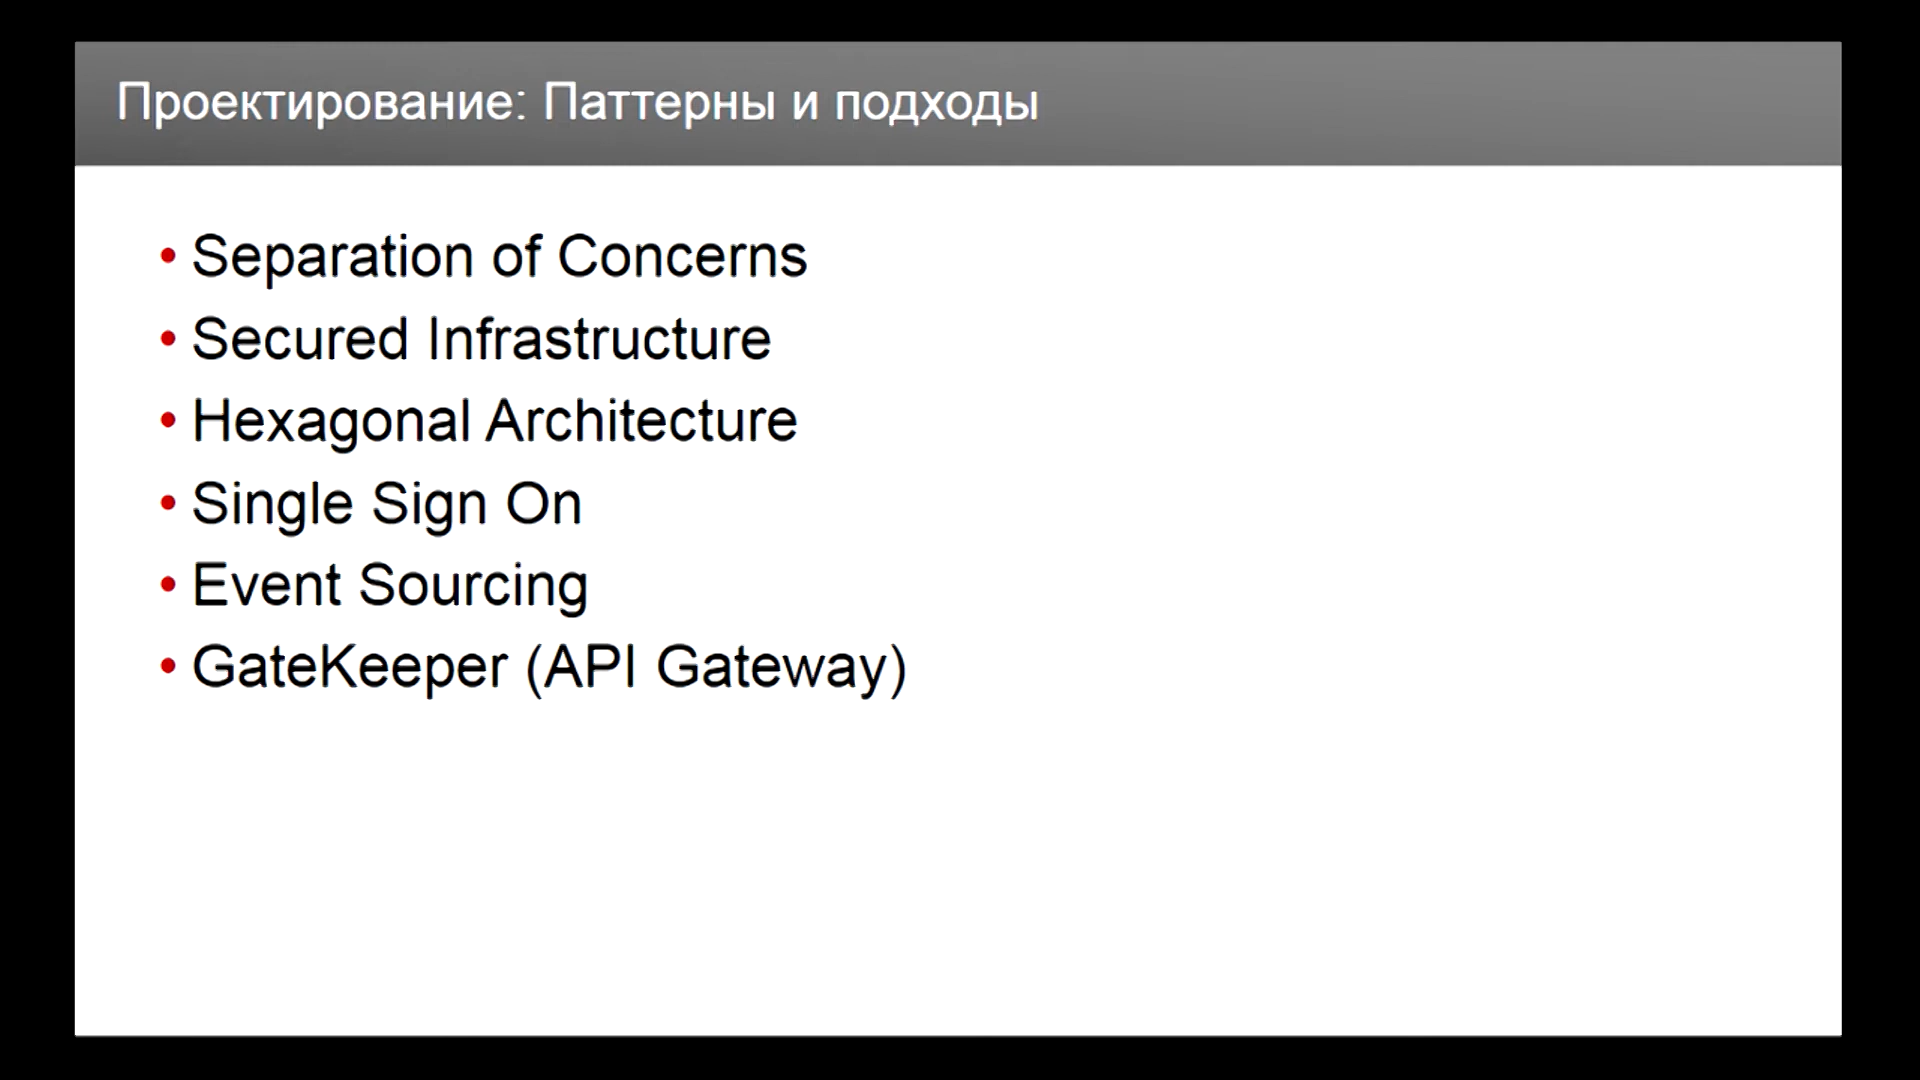 Проектирование: Паттерны и подходы
• Separation of Concerns
• Secured Infrastructure
• Hexagonal Architecture
• Single Sign On
• Event Sourcing
• GateKeeper (API Gateway)